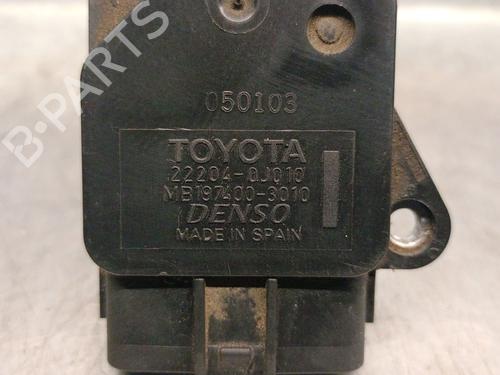 B-PARTS
050103
TOYOTA
22204-0J010
MB197400-3010
DENSO
MADE IN SPAIN